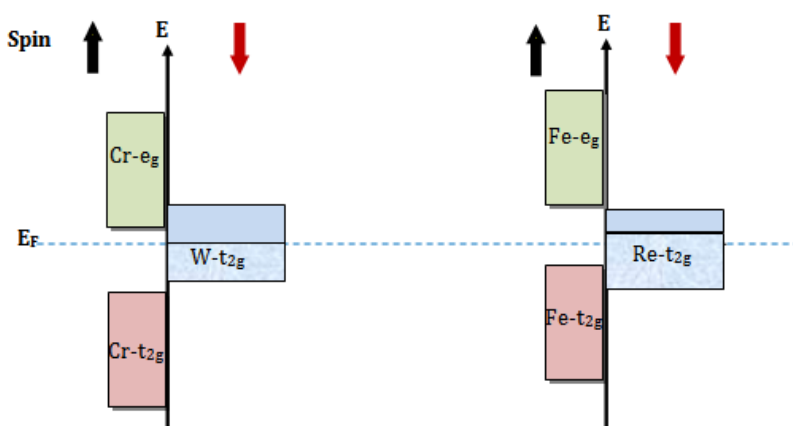 Spin
E
E
Cr-eg
Fe-eg
EF
W-t2g
Re-t2g
Cr-t2g
Fe-t2g